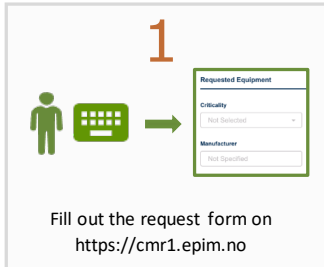 1
Requested Equipment
Criticality
Not Selected
Manufacturer
Not Specified
Fill out the request form on
https://cmr1.epim.no